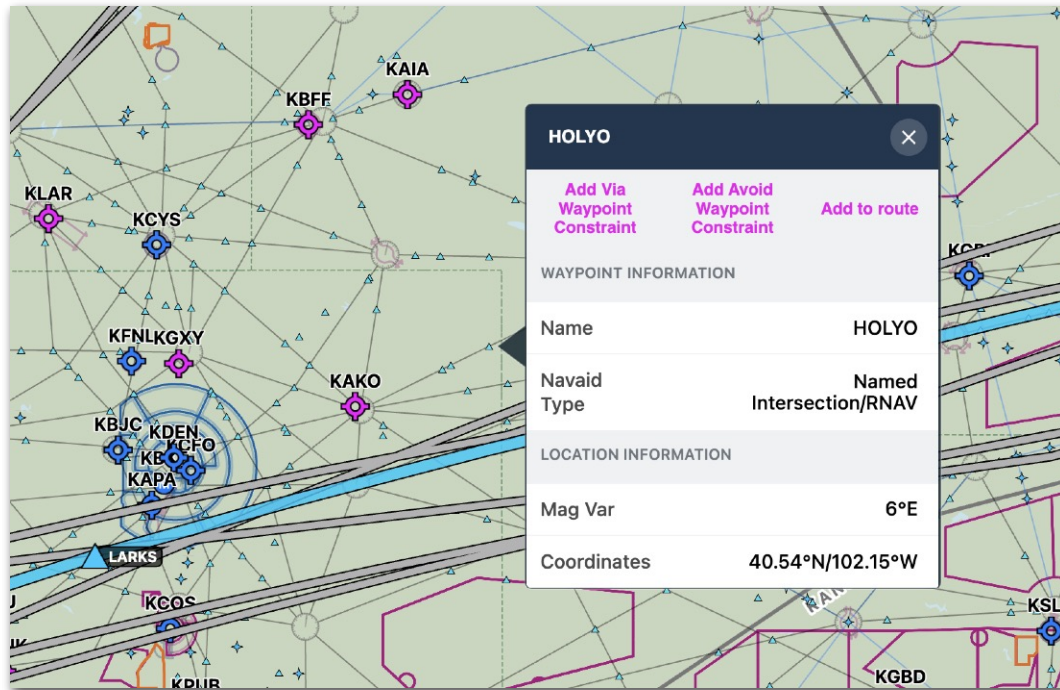 KAIA
KBFF
KLAR
KCYS
KFNL
KGXY
KAKO
KBJC
KDEN
KCFO
KAPA
LARKS
KCOS
HOLYO
Add Via
Waypoint
Constraint
Add Avoid
Waypoint
Constraint
Add to route
WAYPOINT INFORMATION
Name HOLYO
Navaid
Type
Named
Intersection/RNAV
LOCATION INFORMATION
Mag Var 6°E
Coordinates 40.54°N/102.15°W
KSL
KGBD